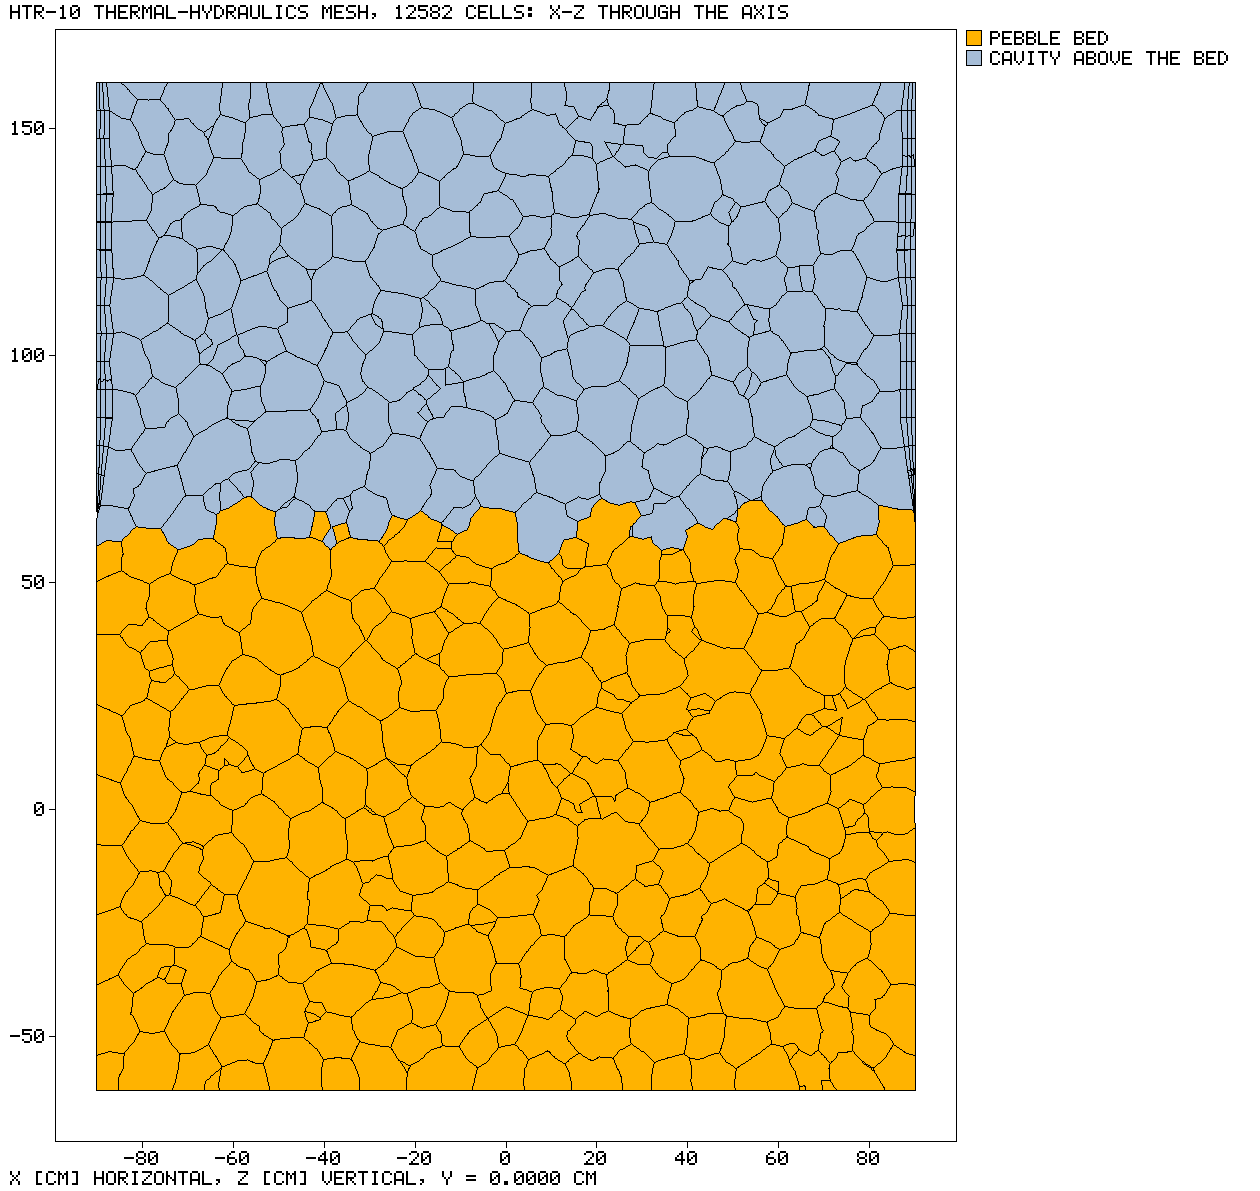 HTR-10 THERMAL-HYDRAULICS MESH, 12582 CELLS: X-Z THROUGH THE AXIS
PEBBLE BED
CAVITY ABOVE THE BED
150
100
50
0
-50
-80 -60 -40 -20 0 20 40 60 80
X [CM] HORIZONTAL, Z [CM] VERTICAL, Y = 0.0000 CM